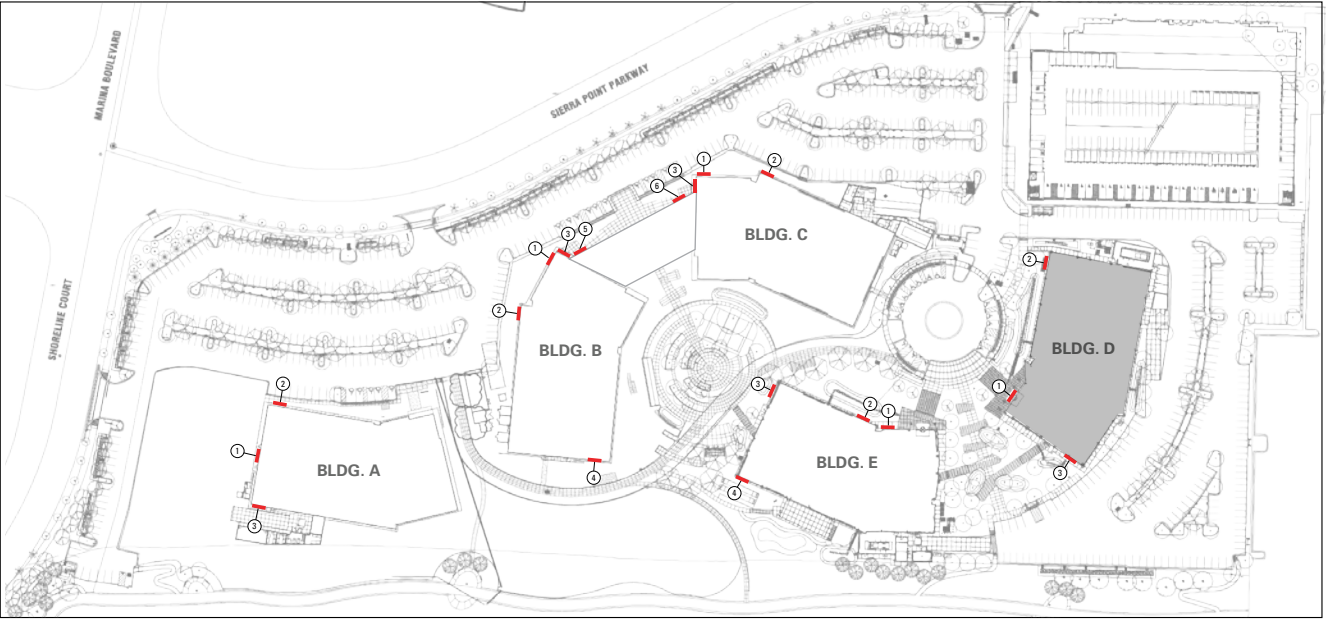 MARINA BOULEVARD
SIERRA POINT PARKWAY
SHORELINE COURT
1
2
3
6
BLDG. C
1
3
5
2
BLDG. B
4
2
BLDG. D
1
3
2
1
BLDG. A
3
3
2
1
BLDG. E
4